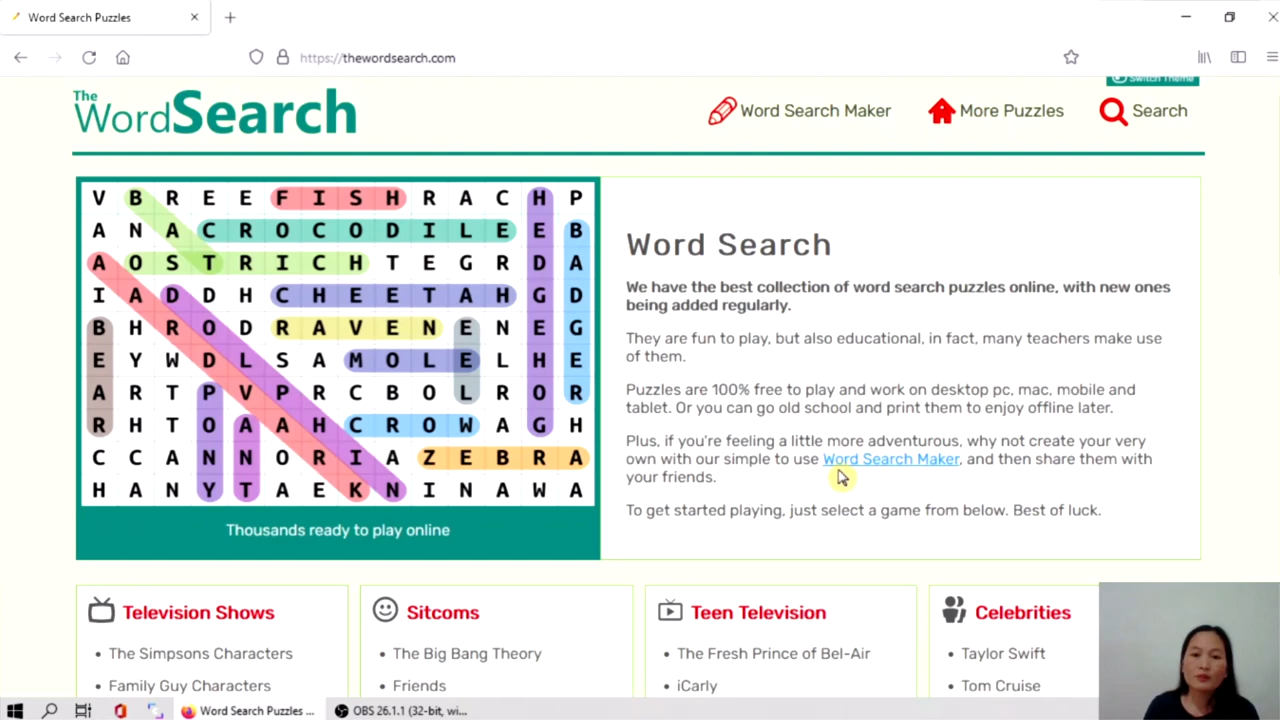 Word Search Puzzles
https://thewordsearch.com
Switch Theme
The
WordSearch
Word Search Maker
More Puzzles
Search
V B R E E F I S H R A C H P
A N A C R O C O D I L E E B
A O S T R I C H T E G R D A
I A D D H C H E E T A H G D
B H R O D R A V E N E N E G
E Y W D L S A M O L E L H E
A R T P V P R C B O L R O R
R H T O A A H C R O W A G H
C C A N N O R I A Z E B R A
H A N Y T A E K N I N A W A
Thousands ready to play online
Word Search
We have the best collection of word search puzzles online, with new ones
being added regularly.
They are fun to play, but also educational, in fact, many teachers make use
of them.
Puzzles are 100% free to play and work on desktop pc, mac, mobile and
tablet. Or you can go old school and print them to enjoy offline later.
Plus, if you're feeling a little more adventurous, why not create your very
own with our simple to use Word Search Maker, and then share them with
your friends.
To get started playing, just select a game from below. Best of luck.
Television Shows
The Simpsons Characters
Family Guy Characters
Sitcoms
The Big Bang Theory
Friends
Teen Television
The Fresh Prince of Bel-Air
iCarly
Celebrities
Taylor Swift
Tom Cruise
Word Search Puzzles ...
OBS 26.1.1 (32-bit, wi...